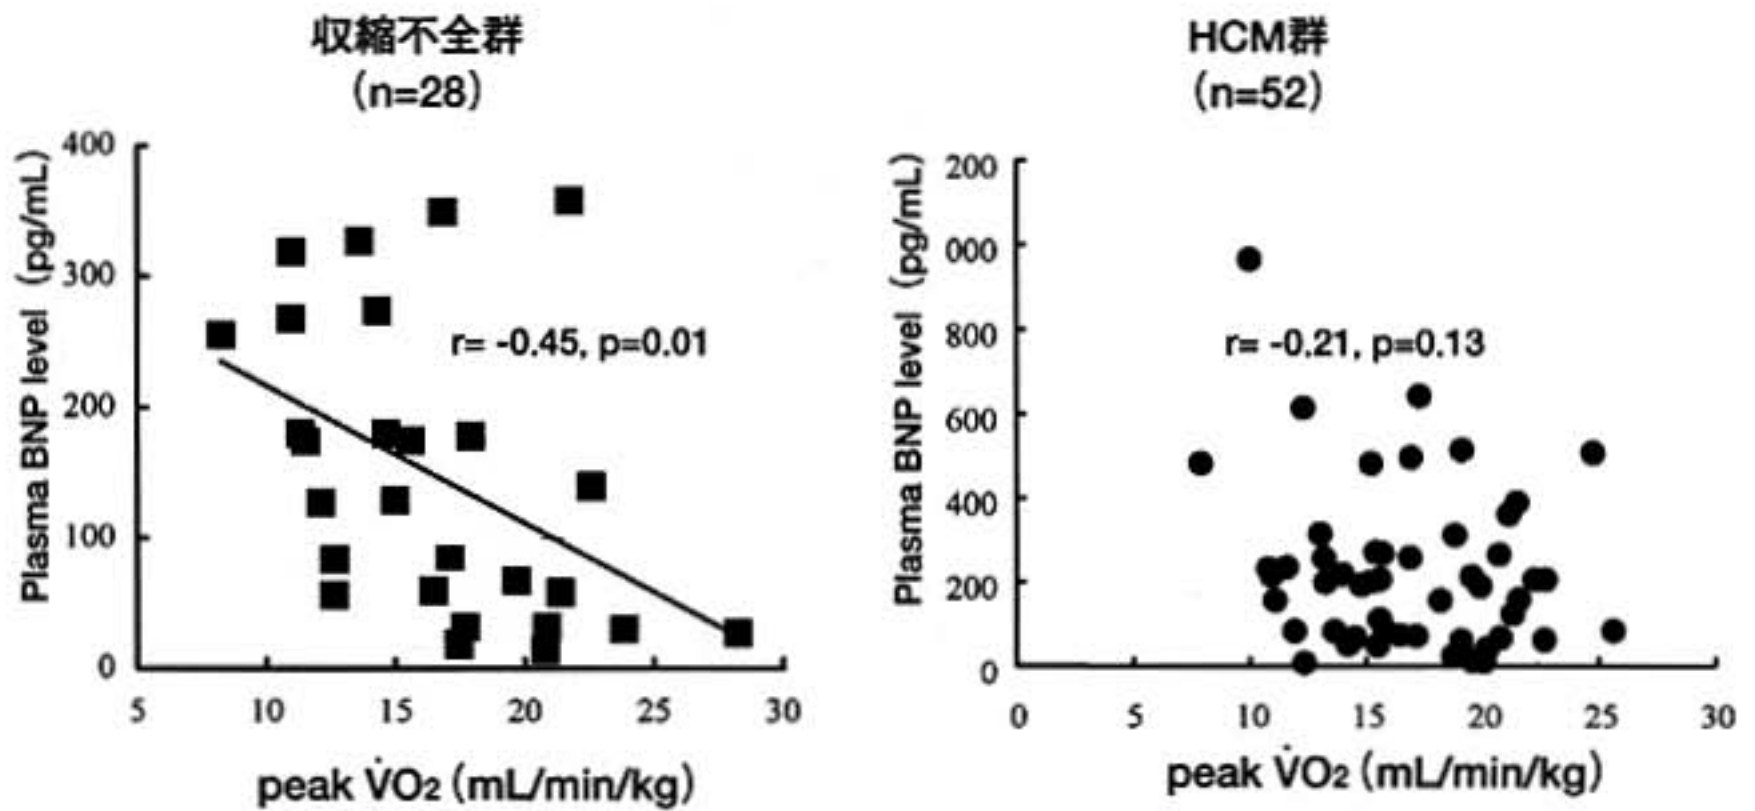 収縮不全群
(n=28)
Plasma BNP level (pg/mL)
400
300
200
100
0
r= -0.45, p=0.01
5 10 15 20 25 30
peak V̇O₂ (mL/min/kg)
HCM群
(n=52)
Plasma BNP level (pg/mL)
200
000
800
600
400
200
0
r= -0.21, p=0.13
0 5 10 15 20 25 30
peak V̇O₂ (mL/min/kg)